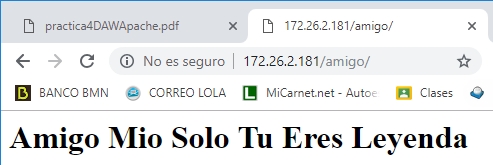 practica4DAWApache.pdf
172.26.2.181/amigo/
No es seguro 172.26.2.181/amigo/
BANCO BMN CORREO LOLA MiCarnet.net - Autoe Clases
Amigo Mio Solo Tu Eres Leyenda